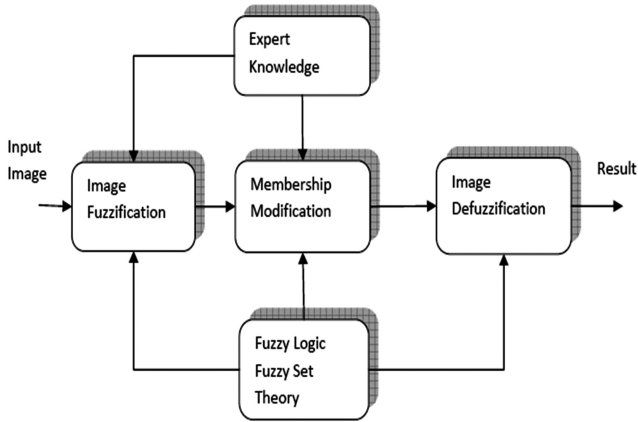 Expert
Knowledge
Input
Image
Image
Fuzzification
Membership
Modification
Image
Defuzzification
Result
Fuzzy Logic
Fuzzy Set
Theory